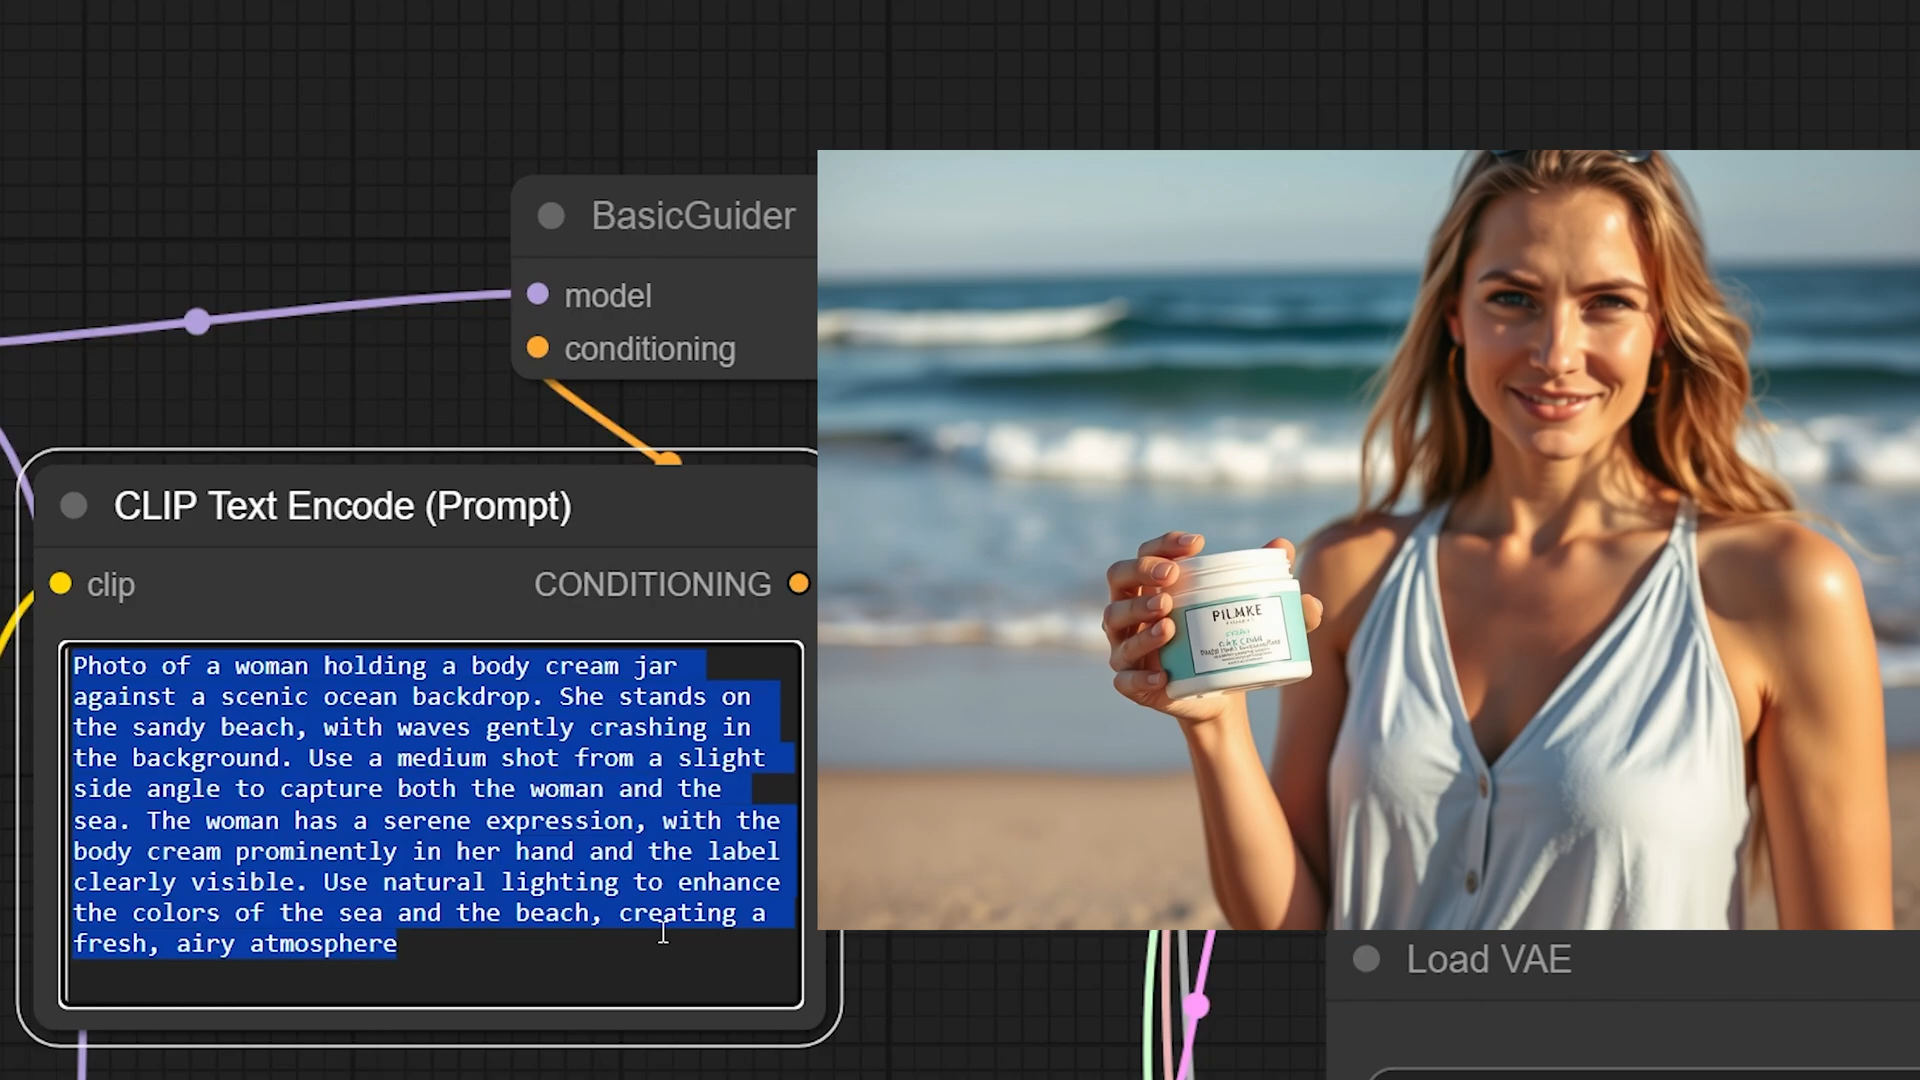 BasicGuider
model
conditioning
CLIP Text Encode (Prompt)
clip
CONDITIONING
Photo of a woman holding a body cream jar
against a scenic ocean backdrop. She stands on
the sandy beach, with waves gently crashing in
the background. Use a medium shot from a slight
side angle to capture both the woman and the
sea. The woman has a serene expression, with the
body cream prominently in her hand and the label
clearly visible. Use natural lighting to enhance
the colors of the sea and the beach, creating a
fresh, airy atmosphere
PILMKE
Load VAE